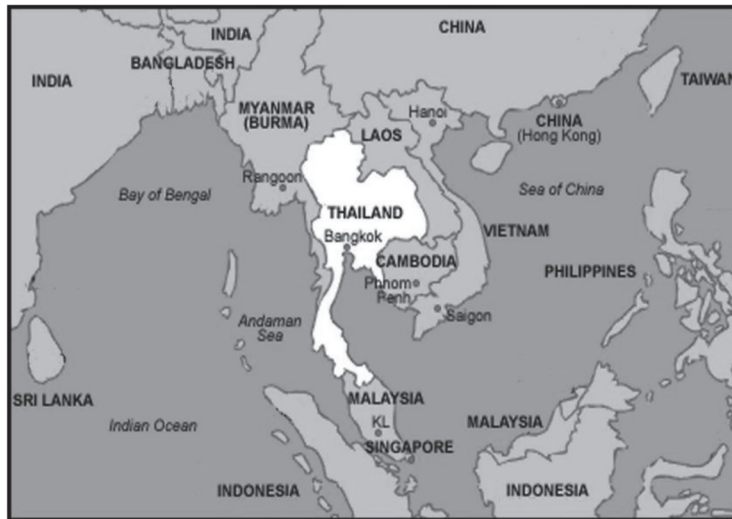 INDIA
CHINA
BANGLADESH
INDIA
TAIWAN
MYANMAR
(BURMA)
Hanoi
LAOS
CHINA
(Hong Kong)
Rangoon
Bay of Bengal
Sea of China
THAILAND
Bangkok
VIETNAM
CAMBODIA
PHILIPPINES
Phhom
Penh
Andaman
Sea
Saigon
SRI LANKA
MALAYSIA
Indian Ocean
KL
MALAYSIA
SINGAPORE
INDONESIA
INDONESIA